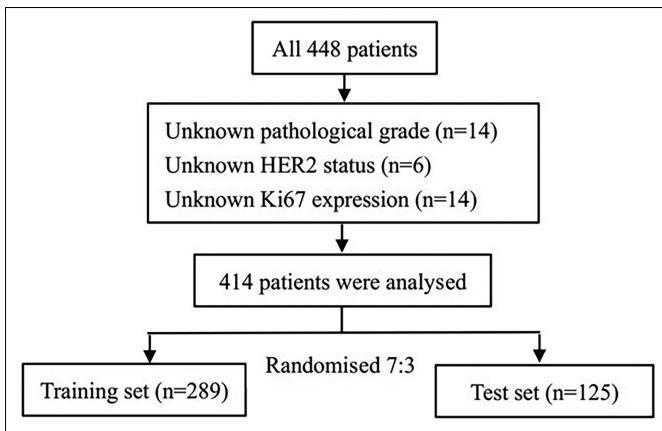 All 448 patients
Unknown pathological grade (n=14)
Unknown HER2 status (n=6)
Unknown Ki67 expression (n=14)
414 patients were analysed
Randomised 7:3
Training set (n=289)
Test set (n=125)